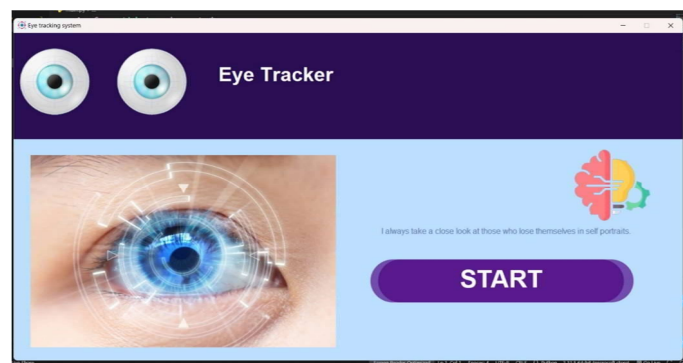 Eye tracking system
Eye Tracker
I always take a close look at those who lose themselves in self portraits.
START